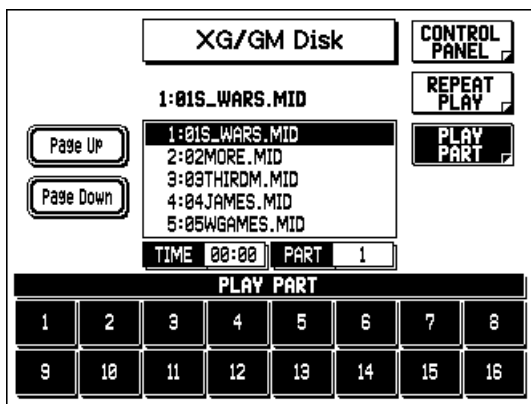 XG/GM Disk
CONTROL
PANEL
REPEAT
PLAY
PLAY
PART
1:01S_WARS.MID
Page Up
Page Down
1:01S_WARS.MID
2:02MORE.MID
3:03THIRDM.MID
4:04JAMES.MID
5:05WGAMES.MID
TIME 00:00 PART 1
PLAY PART
1 2 3 4 5 6 7 8
9 10 11 12 13 14 15 16